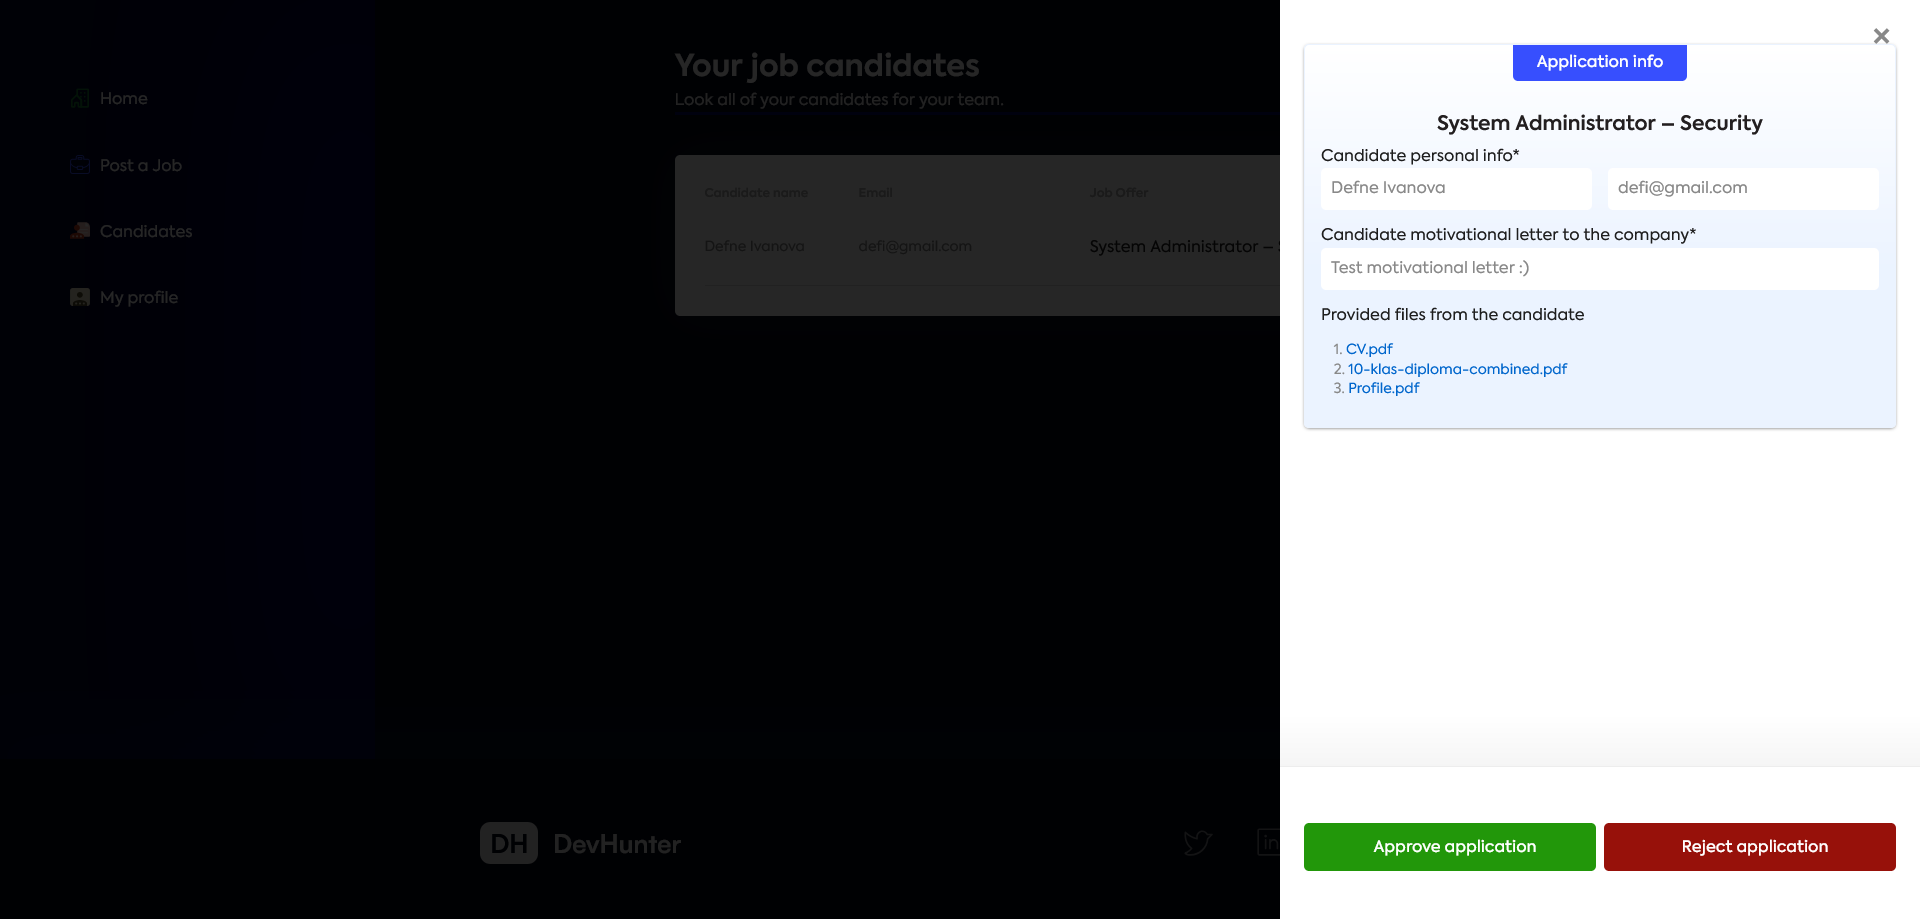 Home
Post a Job
Candidates
My profile
Your job candidates
Look all of your candidates for your team.
Candidate name Email Job Offer
Defne Ivanova defi@gmail.com System Administrator –
DH DevHunter
in
×
Application info
System Administrator – Security
Candidate personal info*
Defne Ivanova defi@gmail.com
Candidate motivational letter to the company*
Test motivational letter :)
Provided files from the candidate
1. CV.pdf
2. 10-klas-diploma-combined.pdf
3. Profile.pdf
Approve application Reject application